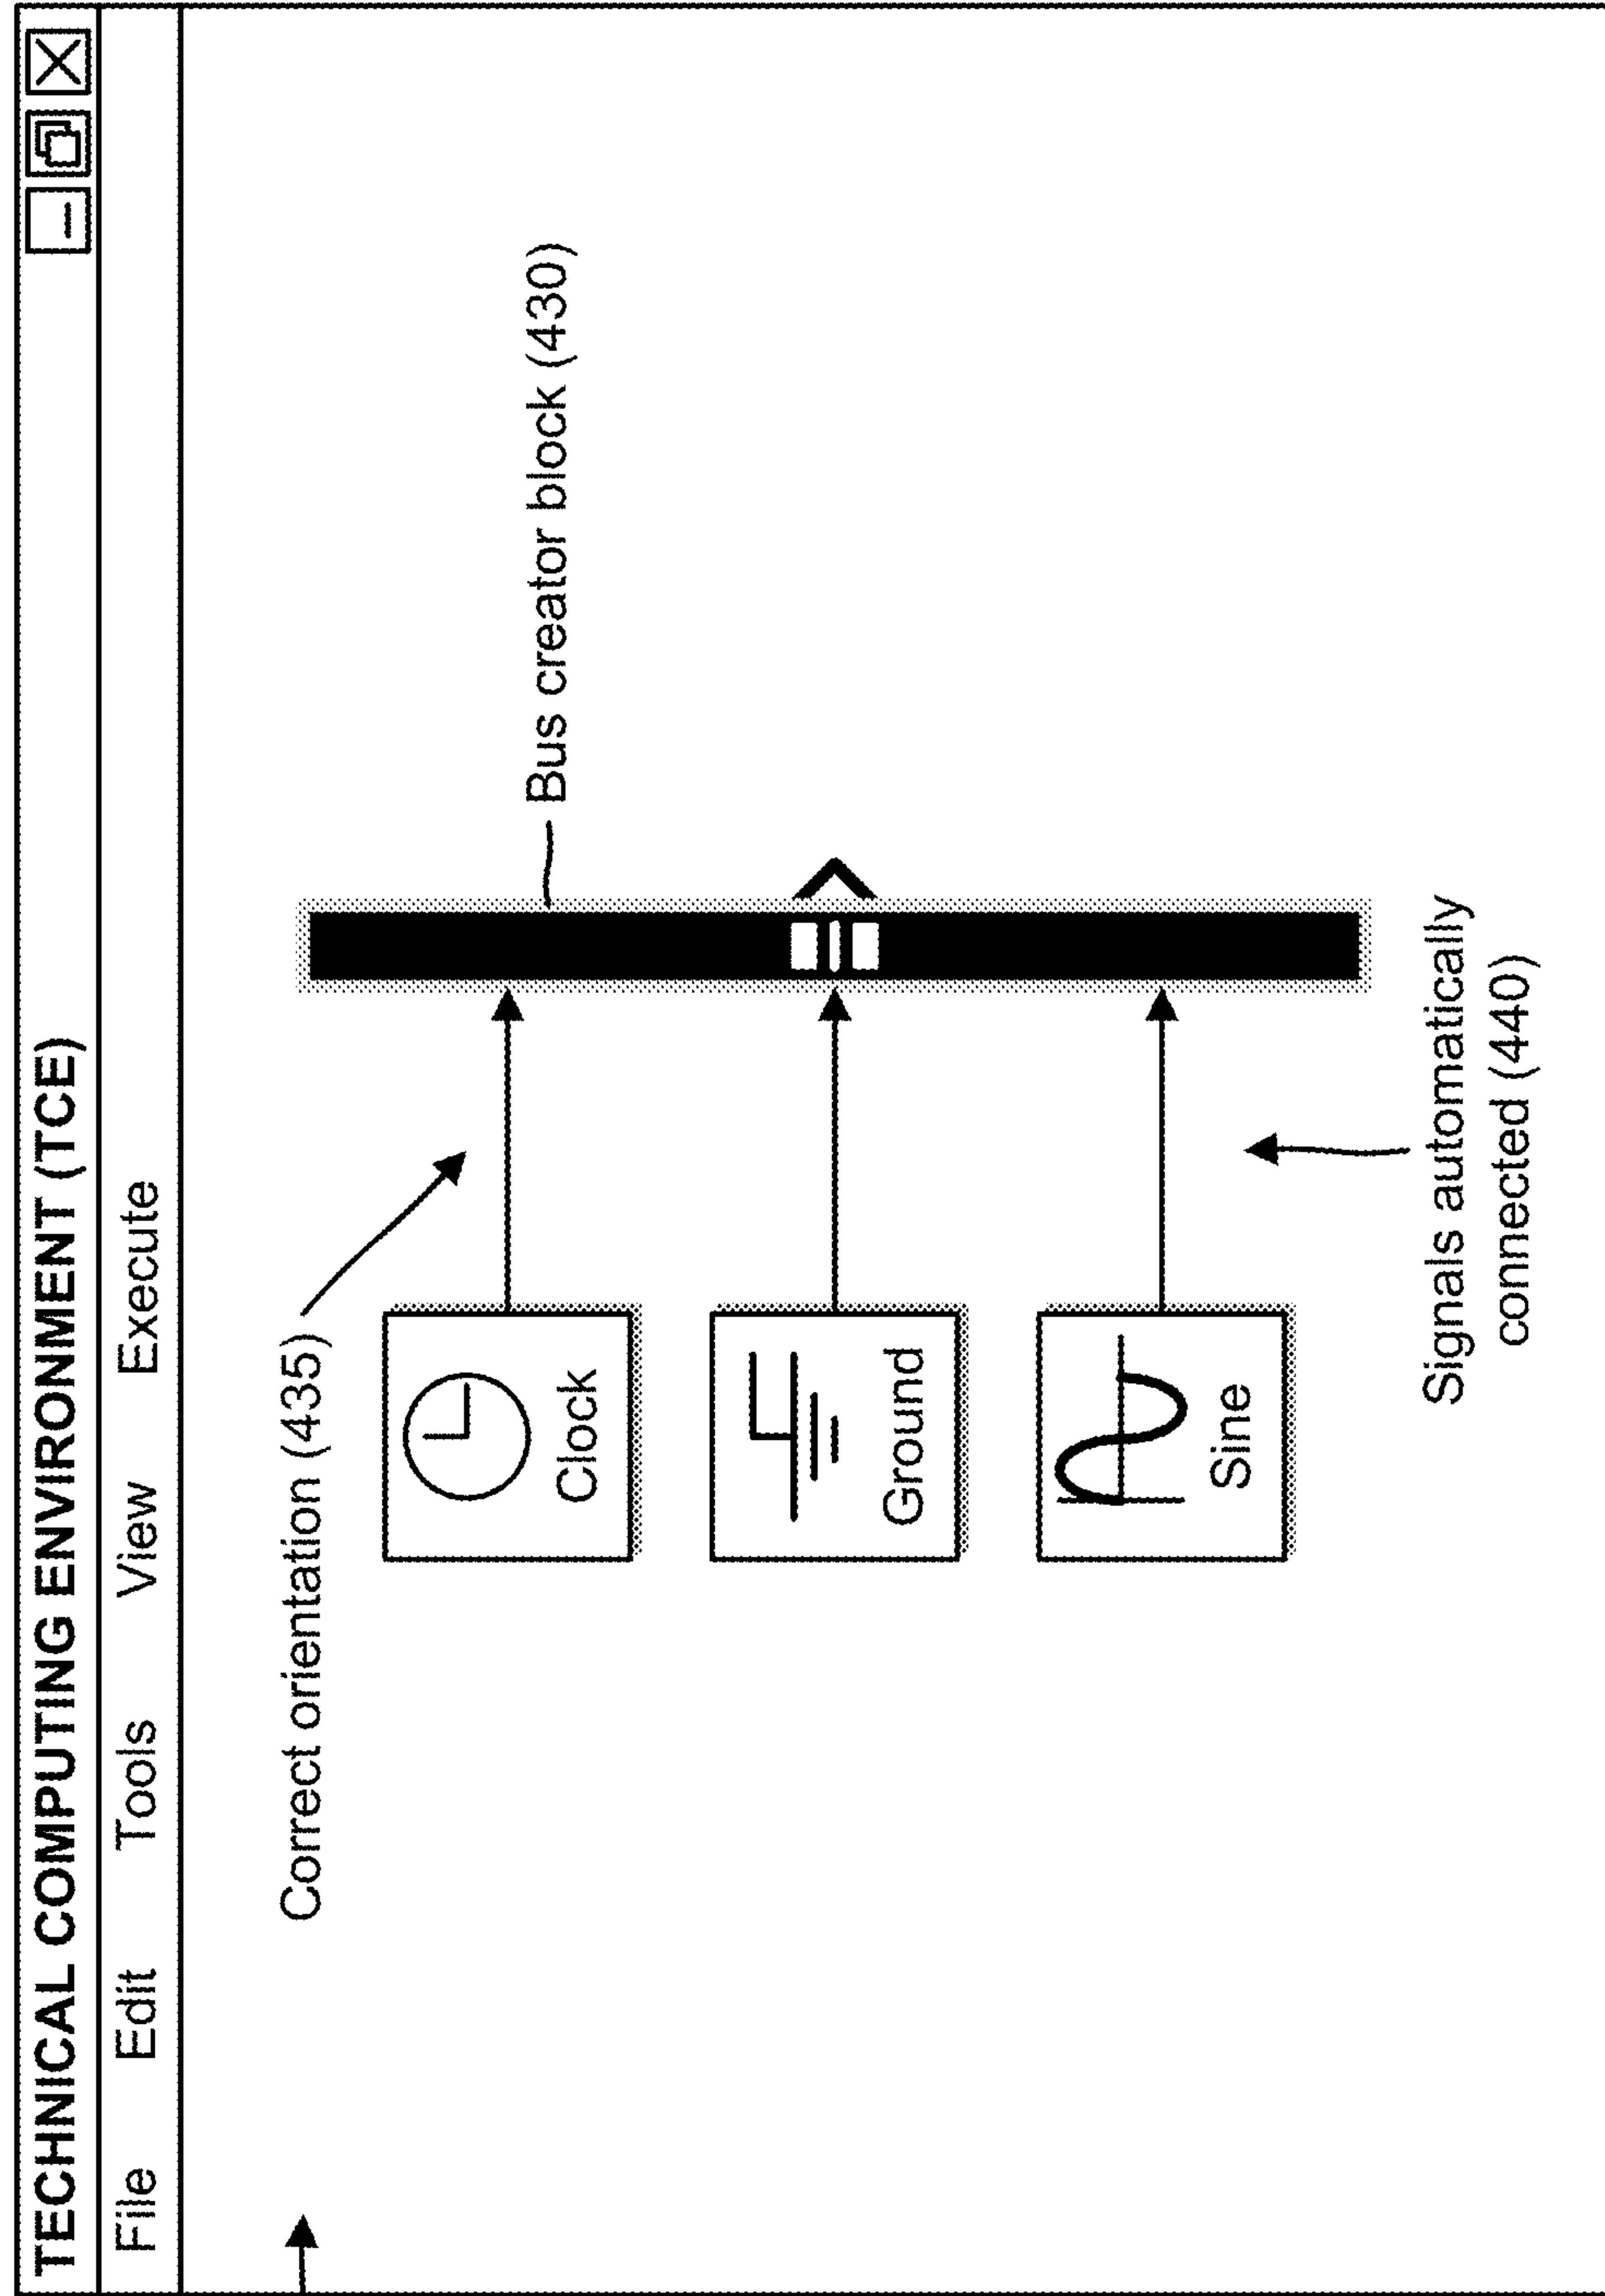 TECHNICAL COMPUTING ENVIRONMENT (TCE)
File Edit Tools View Execute
Correct orientation (435)
Clock
Bus creator block (430)
Ground
Sine
Signals automatically
connected (440)